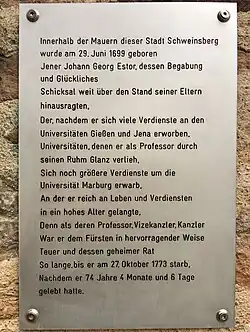 Innerhalb der Mauern dieser Stadt Schweinsberg
wurde am 29. Juni 1699 geboren
Jener Johann Georg Estor, dessen Begabung
und Glückliches
Schicksal weit über den Stand seiner Eltern
hinausragten.
Der, nachdem er sich viele Verdienste an den
Universitäten Gießen und Jena erworben,
Universitäten, denen er als Professor durch
seinen Ruhm Glanz verlieh,
Sich noch größere Verdienste um die
Universität Marburg erwarb.
An der er reich an Leben und Verdiensten
in ein hohes Alter gelangte,
Denn als deren Professor, Vizekanzler, Kanzler
War er dem Fürsten in hervorragender Weise
Teuer und dessen geheimer Rat
So lange, bis er am 27. Oktober 1773 starb,
Nachdem er 74 Jahre 4 Monate und 6 Tage
gelebt hatte.